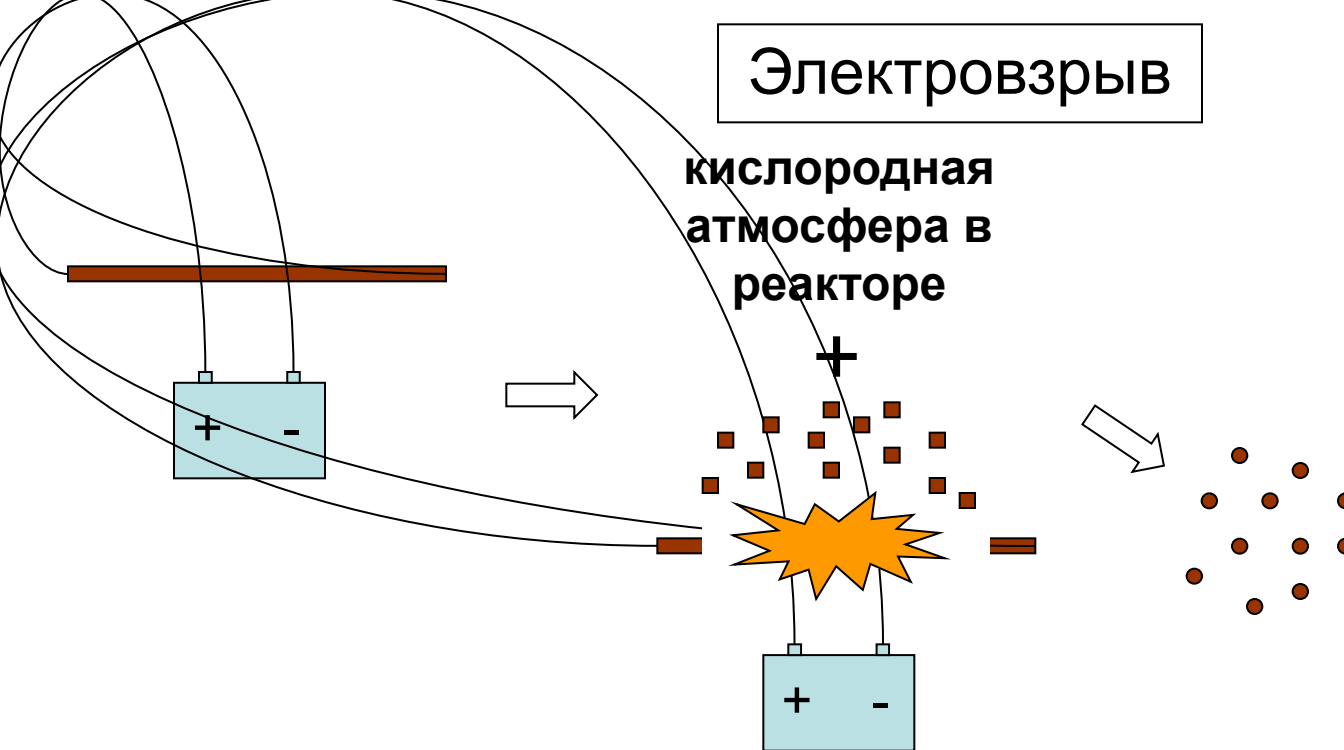 Электровзрыв
кислородная
атмосфера в
реакторе
+
+ -
+ -